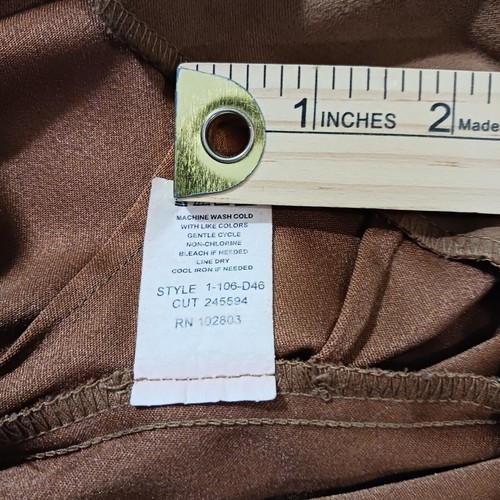 1 INCHES 2 Made
MACHINE WASH COLD
WITH LIKE COLORS
GENTLE CYCLE
NON-CHLORINE
BLEACH IF NEEDED
LINE DRY
COOL IRON IF NEEDED
STYLE 1-106-D46
CUT 245594
RN 102803